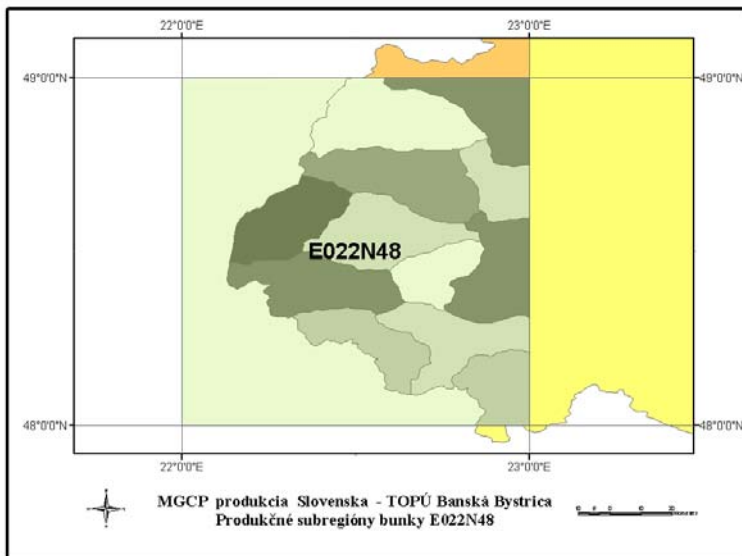 22°0'0"E 23°0'0"E
49°0'0"N 49°0'0"N
E022N48
48°0'0"N 48°0'0"N
22°0'0"E 23°0'0"E
MGCP produkcia Slovenska - TOPÚ Banská Bystrica
Produkčné subregióny bunky E022N48